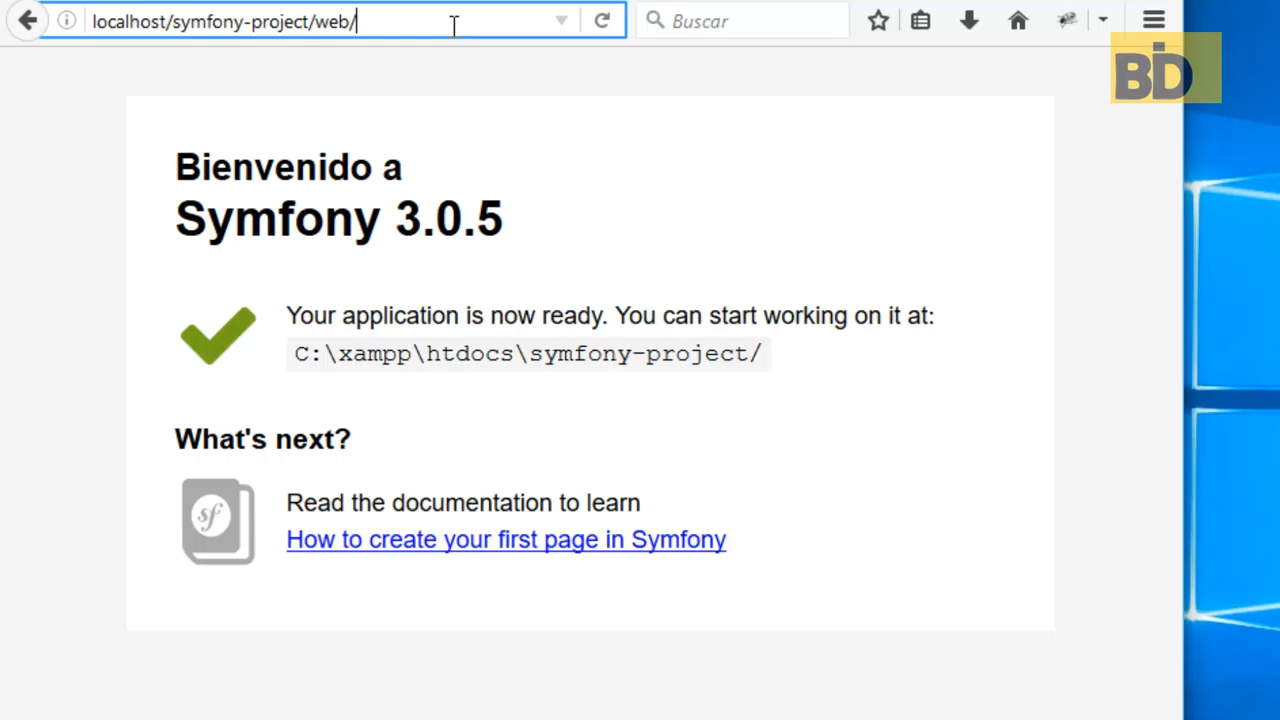 localhost/symfony-project/web/
Buscar
BD
Bienvenido a
Symfony 3.0.5
Your application is now ready. You can start working on it at:
C:\xampp\htdocs\symfony-project/
What's next?
sf
Read the documentation to learn
How to create your first page in Symfony